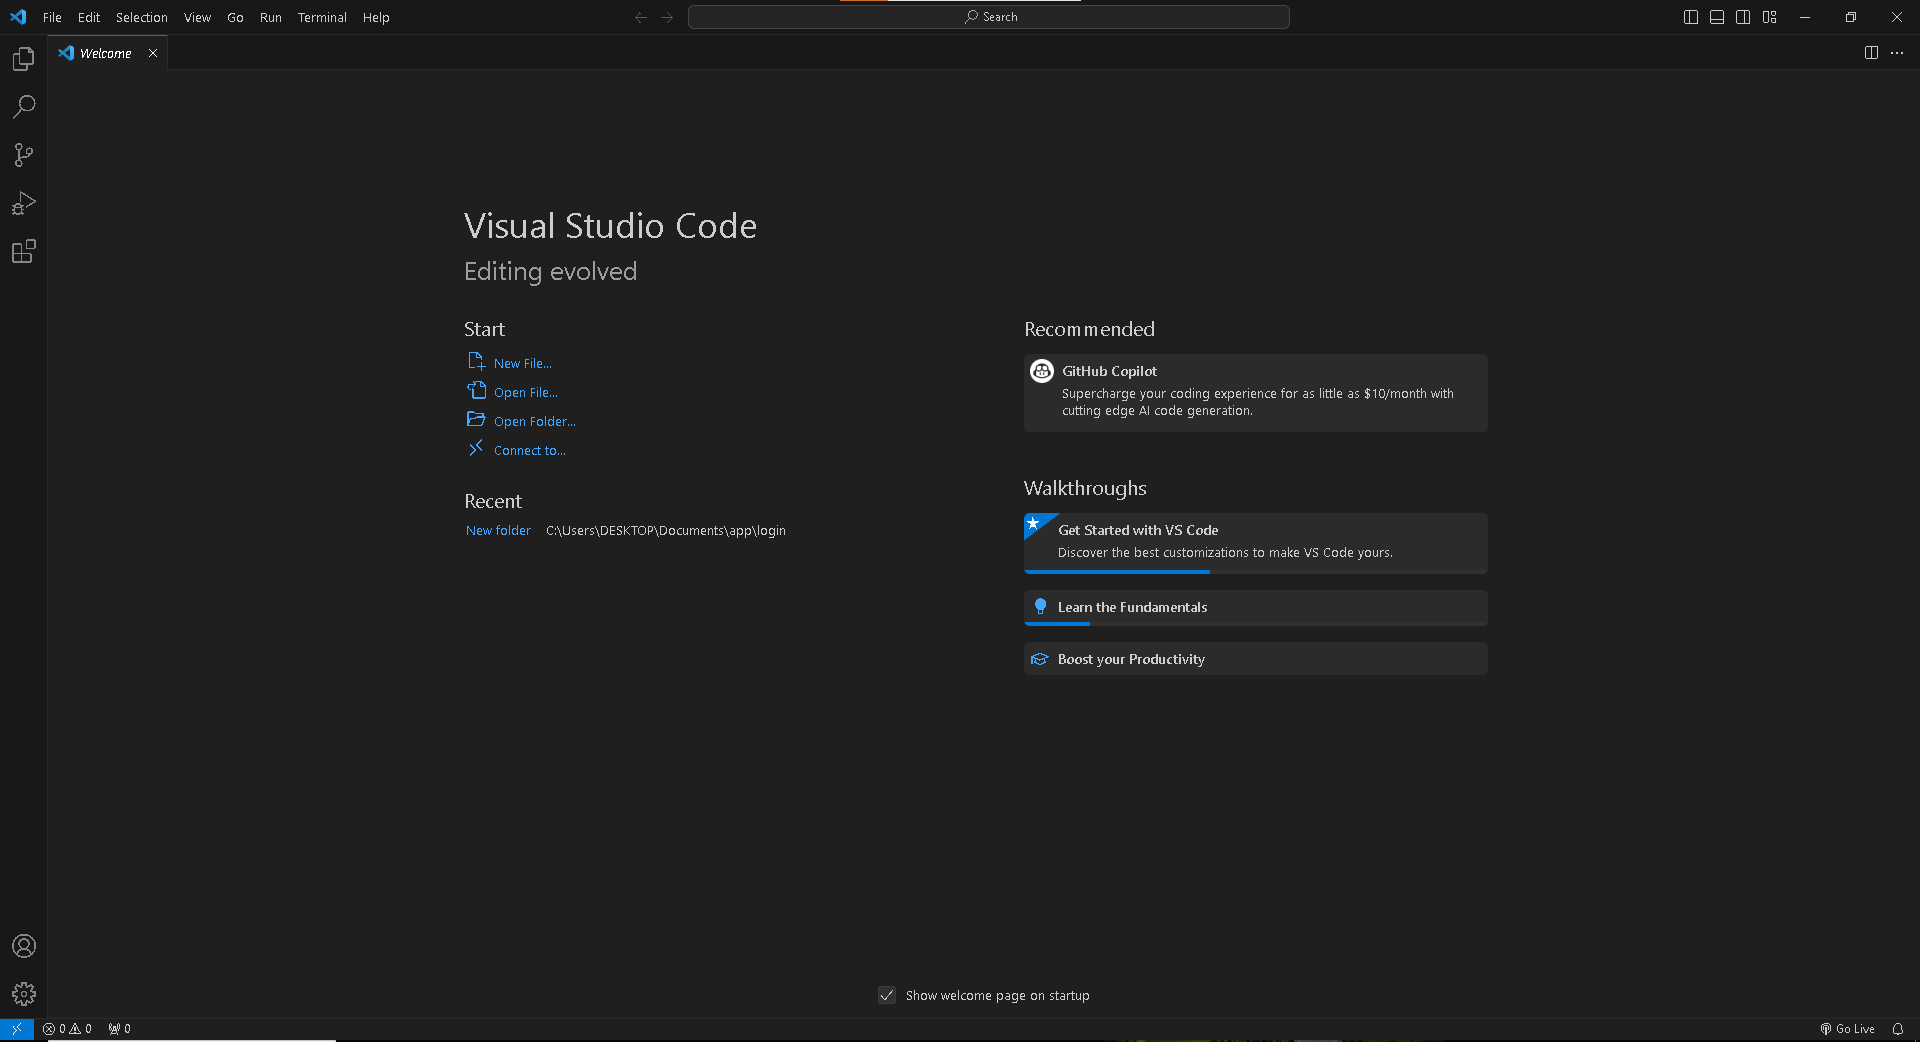 File Edit Selection View Go Run Terminal Help
Search
Welcome
Visual Studio Code
Editing evolved
Start
New File...
Open File...
Open Folder...
Connect to...
Recent
New folder C:\Users\DESKTOP\Documents\app\login
Recommended
GitHub Copilot
Supercharge your coding experience for as little as $10/month with
cutting edge AI code generation.
Walkthroughs
Get Started with VS Code
Discover the best customizations to make VS Code yours.
Learn the Fundamentals
Boost your Productivity
Show welcome page on startup
0 0 0 Go Live